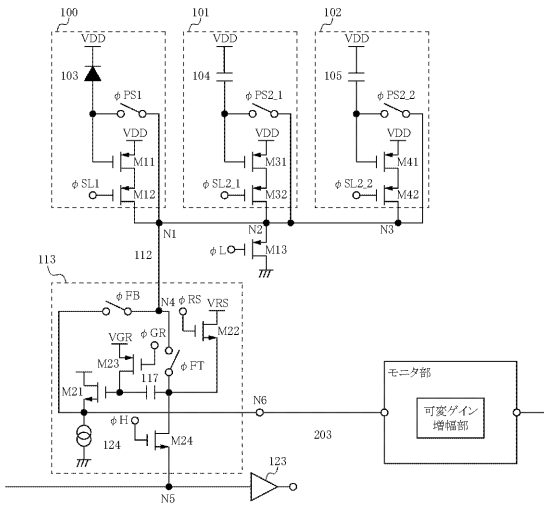 100
101
102
VDD
VDD
VDD
103
104
105
φPS1
φPS2_1
φPS2_2
VDD
VDD
VDD
M11
M31
M41
φSL1
M12
φSL2_1
M32
φSL2_2
M42
N1
N2
N3
112
φL
M13
113
φFB
N4
φRS
VRS
M22
φGR
VGR
M23
φFT
117
M21
N6
モニタ部
可変ゲイン
増幅部
φH
M24
203
124
123
N5